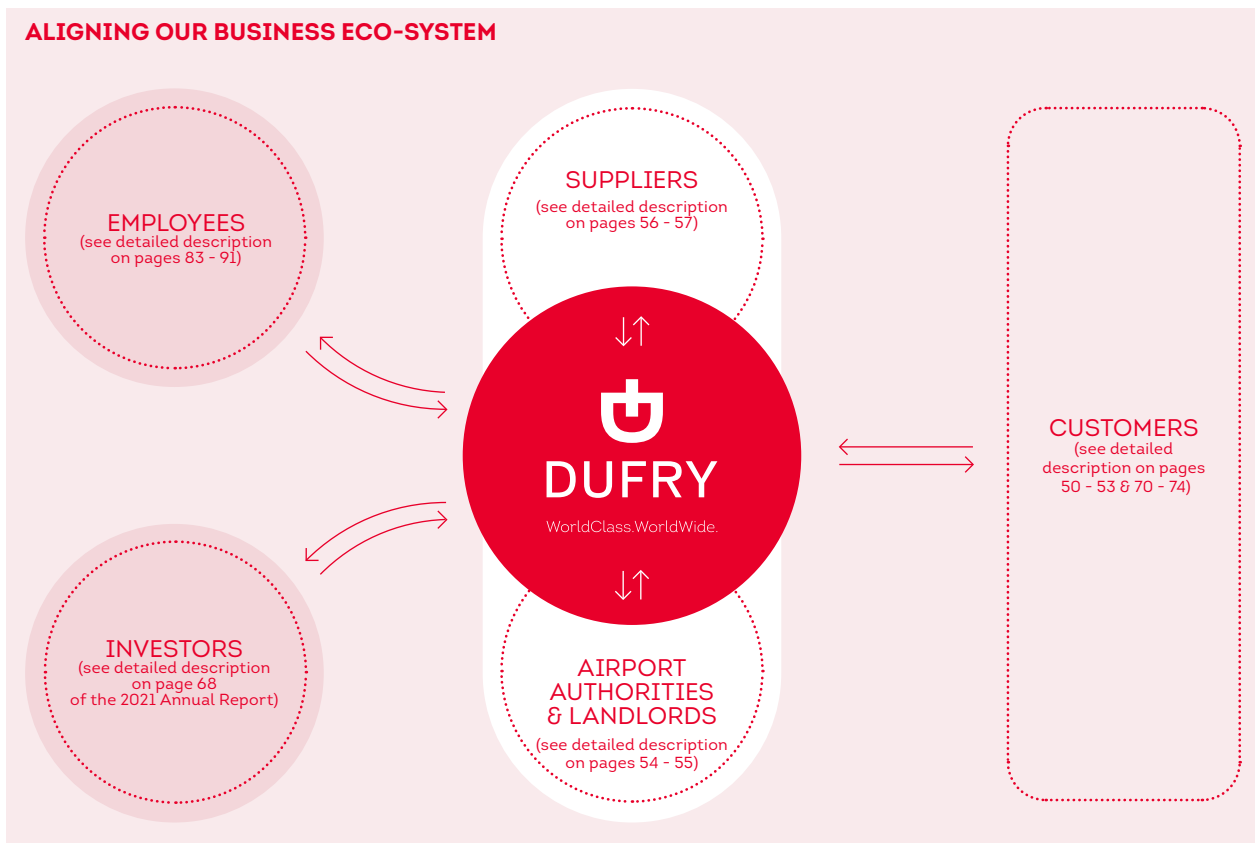 ALIGNING OUR BUSINESS ECO-SYSTEM
EMPLOYEES
(see detailed description
on pages 83 - 91)
SUPPLIERS
(see detailed description
on pages 56 - 57)
DUFRY
WorldClass.WorldWide.
CUSTOMERS
(see detailed
description on pages
50 - 53 & 70 - 74)
INVESTORS
(see detailed description
on page 68
of the 2021 Annual Report)
AIRPORT
AUTHORITIES
& LANDLORDS
(see detailed description
on pages 54 - 55)